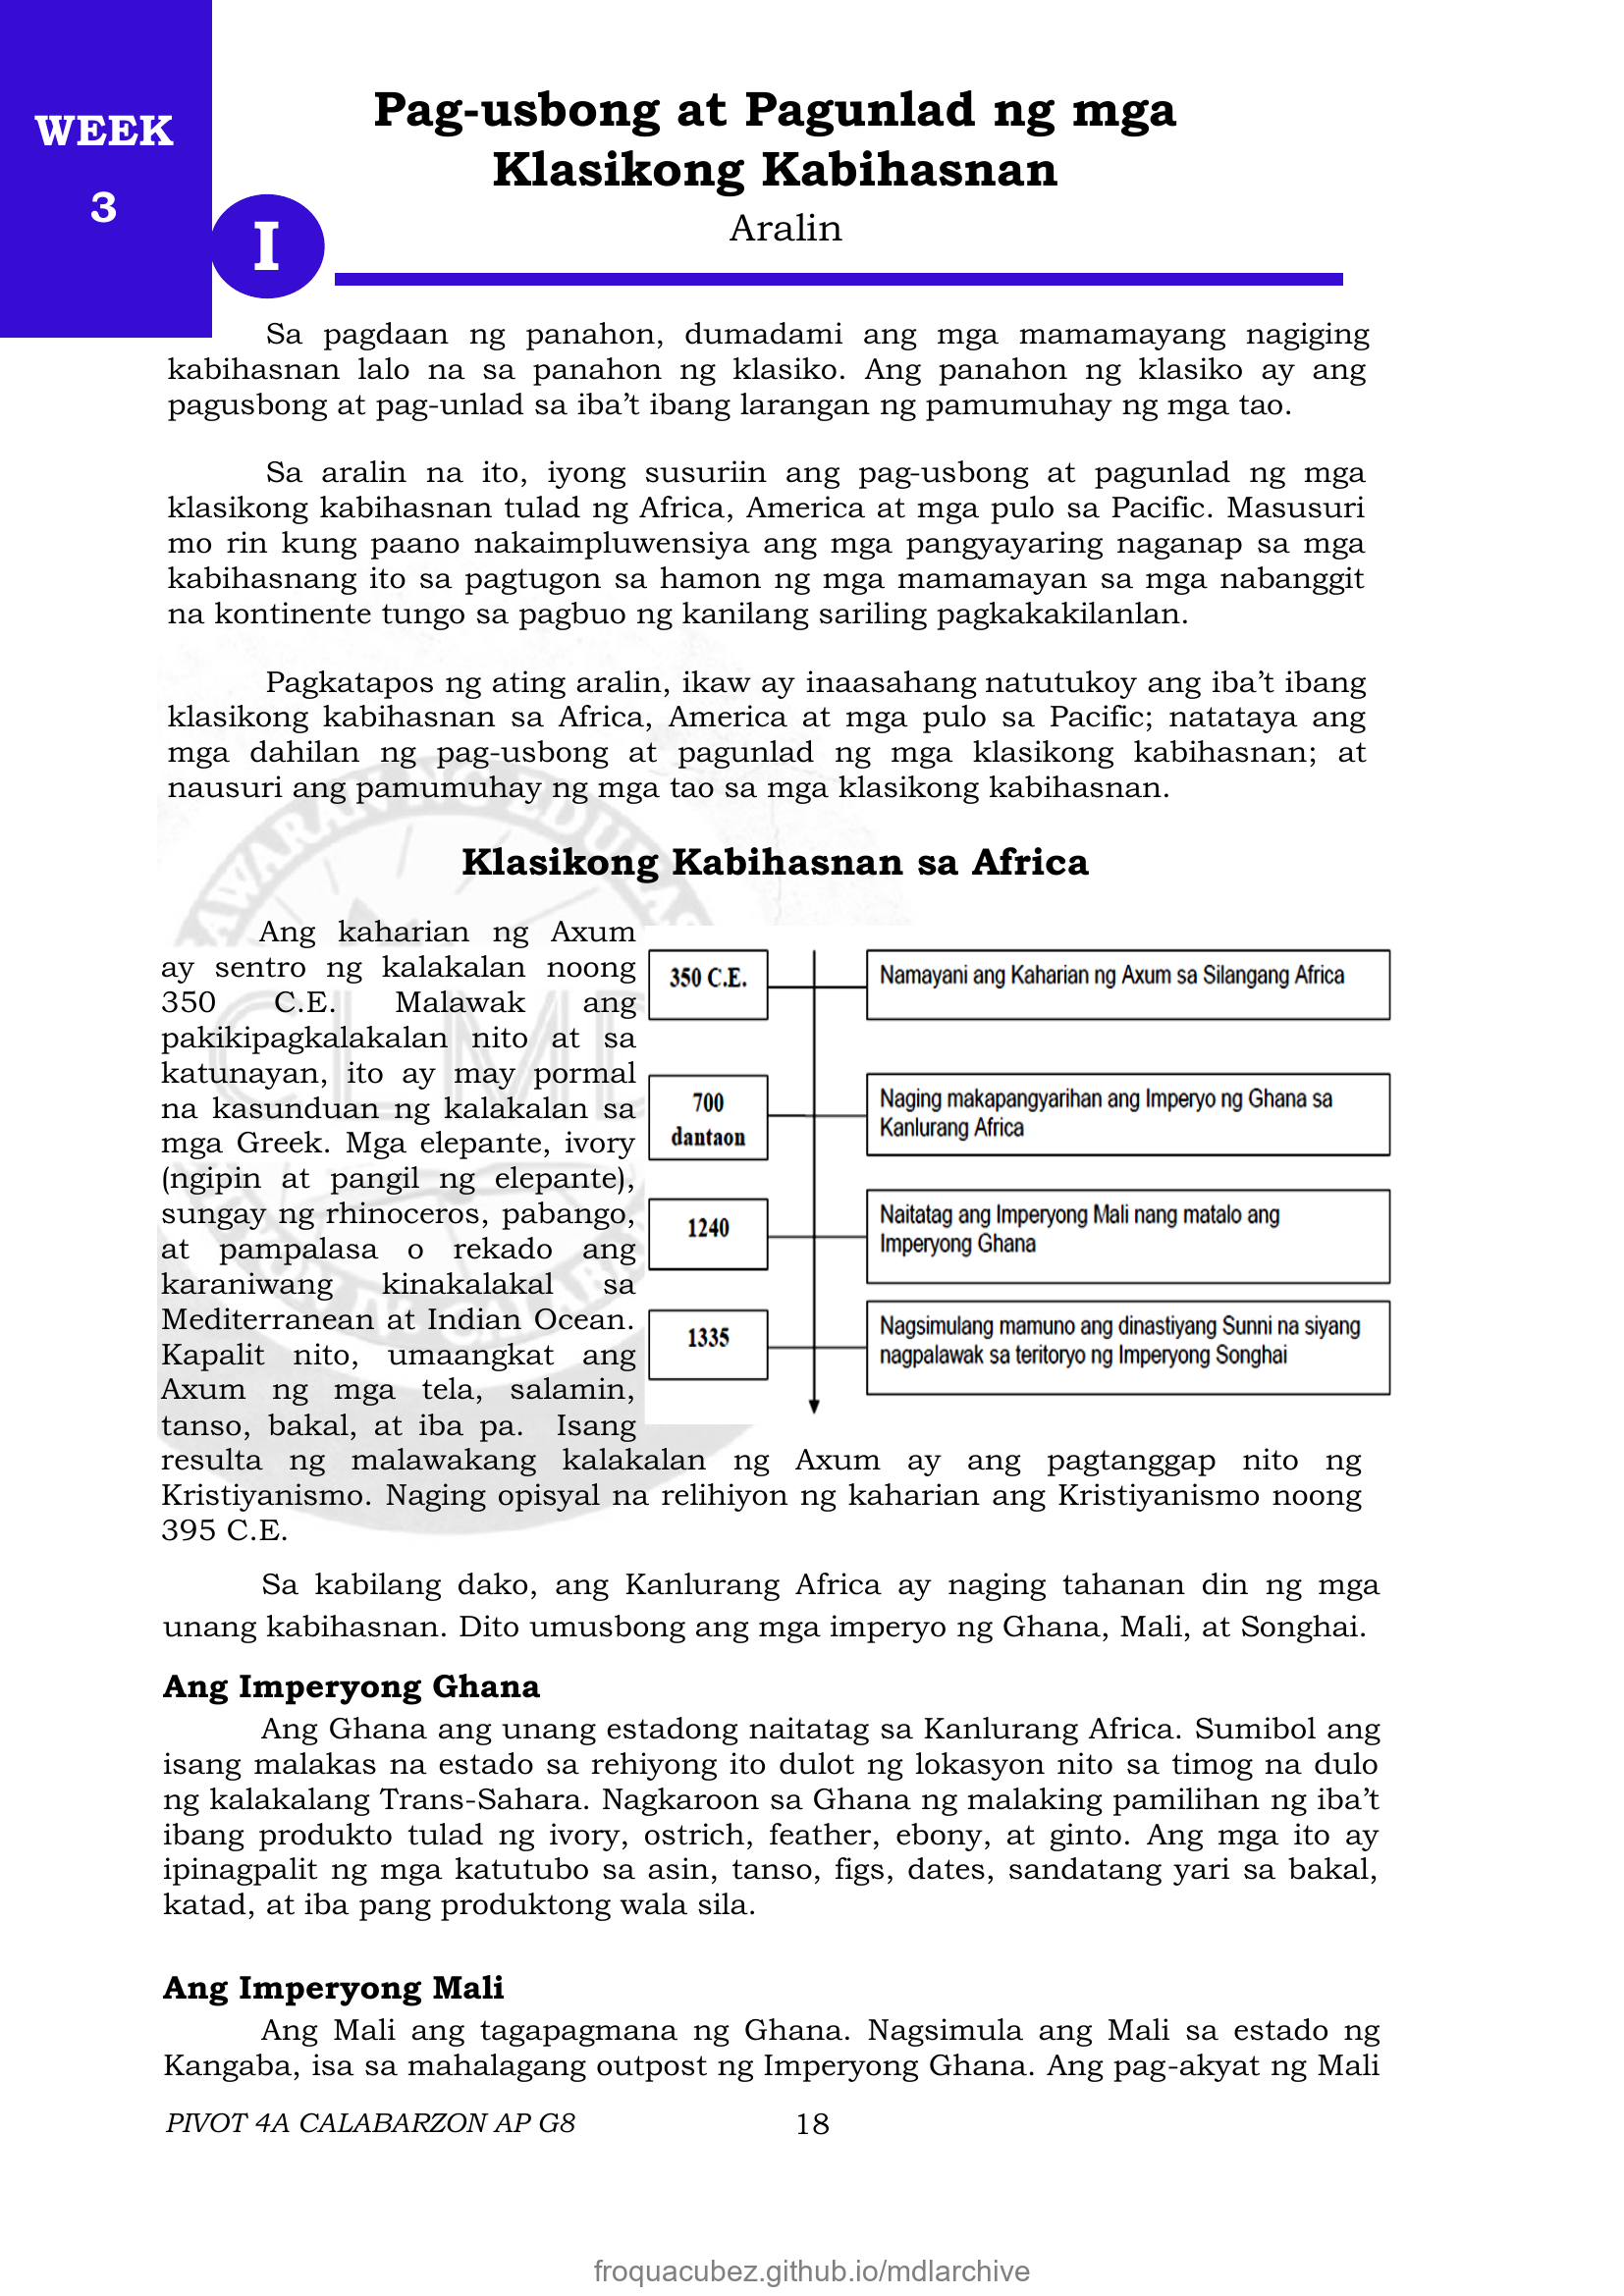 WEEK
3
I
Pag-usbong at Pagunlad ng mga
Klasikong Kabihasnan
Aralin
Sa pagdaan ng panahon, dumadami ang mga mamamayang nagiging
kabihasnan lalo na sa panahon ng klasiko. Ang panahon ng klasiko ay ang
pagusbong at pag-unlad sa iba't ibang larangan ng pamumuhay ng mga tao.
Sa aralin na ito, iyong susuriin ang pag-usbong at pagunlad ng mga
klasikong kabihasnan tulad ng Africa, America at mga pulo sa Pacific. Masusuri
mo rin kung paano nakaimpluwensiya ang mga pangyayaring naganap sa mga
kabihasnang ito sa pagtugon sa hamon ng mga mamamayan sa mga nabanggit
na kontinente tungo sa pagbuo ng kanilang sariling pagkakakilanlan.
Pagkatapos ng ating aralin, ikaw ay inaasahang natutukoy ang iba't ibang
klasikong kabihasnan sa Africa, America at mga pulo sa Pacific; natataya ang
mga dahilan ng pag-usbong at pagunlad ng mga klasikong kabihasnan; at
nausuri ang pamumuhay ng mga tao sa mga klasikong kabihasnan.
Klasikong Kabihasnan sa Africa
Ang kaharian ng Axum
ay sentro ng kalakalan noong
350 C.E. Malawak ang
pakikipagkalakalan nito at sa
katunayan, ito ay may pormal
na kasunduan ng kalakalan sa
mga Greek. Mga elepante, ivory
(ngipin at pangil ng elepante),
sungay ng rhinoceros, pabango,
at pampalasa o rekado ang
karaniwang kinakalakal sa
Mediterranean at Indian Ocean.
Kapalit nito, umaangkat ang
Axum ng mga tela, salamin,
tanso, bakal, at iba pa. Isang
resulta ng malawakang kalakalan ng Axum ay ang pagtanggap nito ng
Kristiyanismo. Naging opisyal na relihiyon ng kaharian ang Kristiyanismo noong
395 C.E.
350 C.E.
Namayani ang Kaharian ng Axum sa Silangang Africa
700
dantaon
Naging makapangyarihan ang Imperyo ng Ghana sa
Kanlurang Africa
1240
Naitatag ang Imperyong Mali nang matalo ang
Imperyong Ghana
1335
Nagsimulang mamuno ang dinastiyang Sunni na siyang
nagpalawak sa teritoryo ng Imperyong Songhai
Sa kabilang dako, ang Kanlurang Africa ay naging tahanan din ng mga
unang kabihasnan. Dito umusbong ang mga imperyo ng Ghana, Mali, at Songhai.
Ang Imperyong Ghana
Ang Ghana ang unang estadong naitatag sa Kanlurang Africa. Sumibol ang
isang malakas na estado sa rehiyong ito dulot ng lokasyon nito sa timog na dulo
ng kalakalang Trans-Sahara. Nagkaroon sa Ghana ng malaking pamilihan ng iba't
ibang produkto tulad ng ivory, ostrich, feather, ebony, at ginto. Ang mga ito ay
ipinagpalit ng mga katutubo sa asin, tanso, figs, dates, sandatang yari sa bakal,
katad, at iba pang produktong wala sila.
Ang Imperyong Mali
Ang Mali ang tagapagmana ng Ghana. Nagsimula ang Mali sa estado ng
Kangaba, isa sa mahalagang outpost ng Imperyong Ghana. Ang pag-akyat ng Mali
PIVOT 4A CALABARZON AP G8
18
froquacubez.github.io/mdlarchive